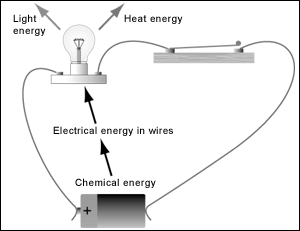 Light
energy
Heat energy
Electrical energy in wires
Chemical energy
+